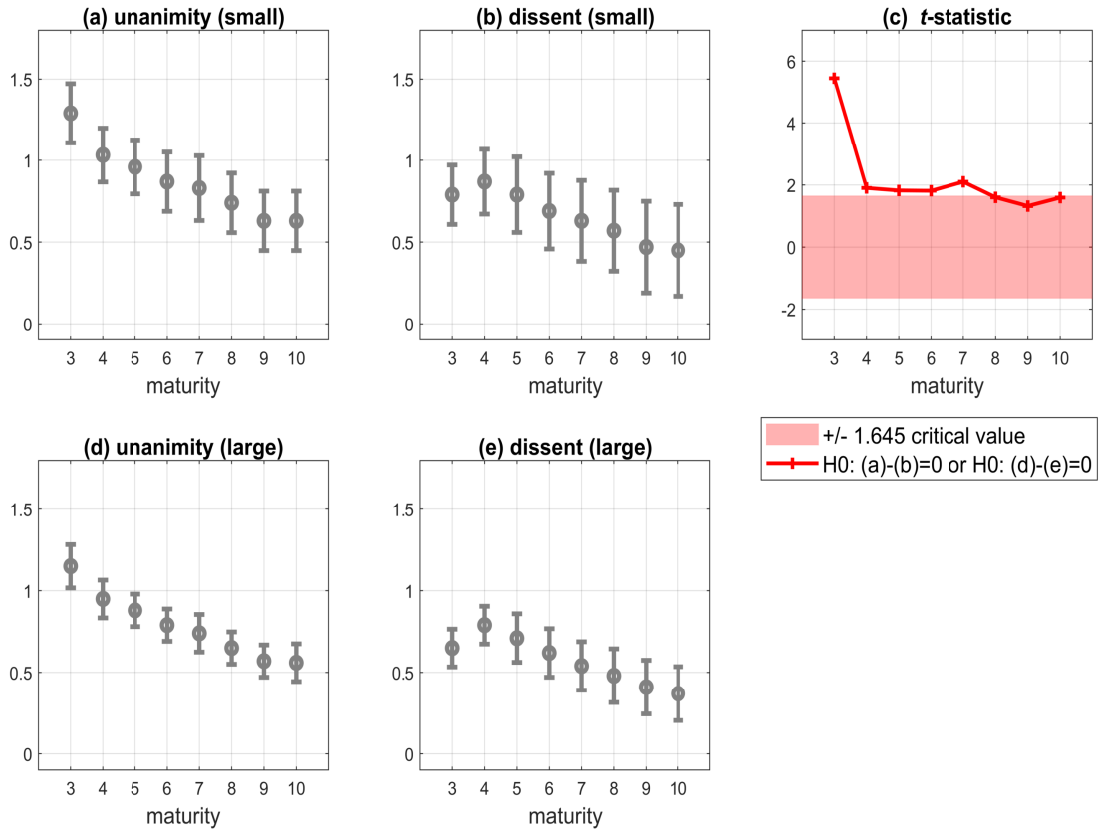 (a) unanimity (small)
1.5
1
0.5
0
3 4 5 6 7 8 9 10
maturity
(b) dissent (small)
1.5
1
0.5
0
3 4 5 6 7 8 9 10
maturity
(c) t-statistic
6
4
2
0
-2
3 4 5 6 7 8 9 10
maturity
+/- 1.645 critical value
H0: (a)-(b)=0 or H0: (d)-(e)=0
(d) unanimity (large)
1.5
1
0.5
0
3 4 5 6 7 8 9 10
maturity
(e) dissent (large)
1.5
1
0.5
0
3 4 5 6 7 8 9 10
maturity